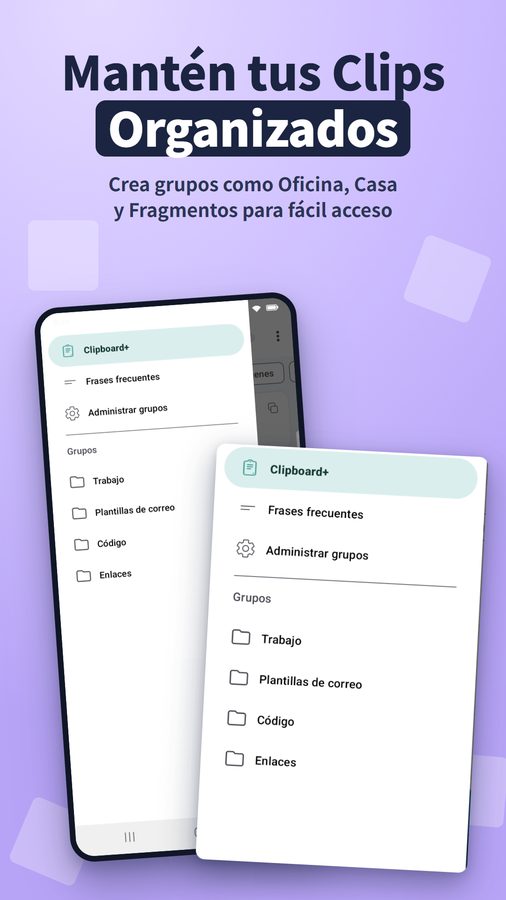 Mantén tus Clips
Organizados
Crea grupos como Oficina, Casa
y Fragmentos para fácil acceso
Clipboard+
Frases frecuentes
Administrar grupos
Grupos
Trabajo
Plantillas de correo
Código
Enlaces
Clipboard+
Frases frecuentes
Administrar grupos
Grupos
Trabajo
Plantillas de correo
Código
Enlaces